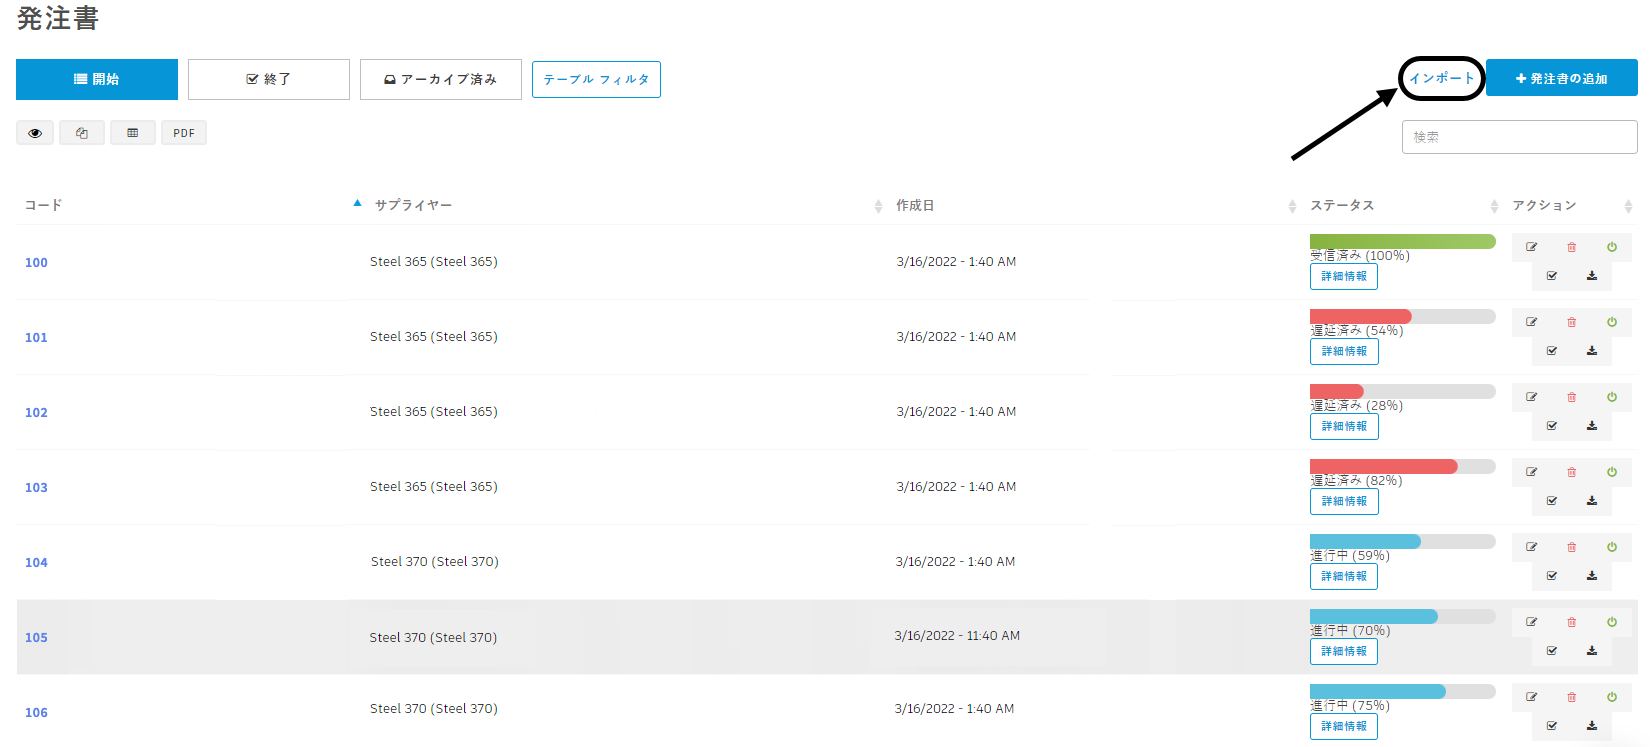 発注書
開始 終了 アーカイブ済み テーブル フィルタ インポート 発注書の追加
PDF 検索
コード サプライヤー 作成日 ステータス アクション
100 Steel 365 (Steel 365) 3/16/2022 - 1:40 AM 受信済み (100%)
詳細情報
101 Steel 365 (Steel 365) 3/16/2022 - 1:40 AM 遅延済み (54%)
詳細情報
102 Steel 365 (Steel 365) 3/16/2022 - 1:40 AM 遅延済み (28%)
詳細情報
103 Steel 365 (Steel 365) 3/16/2022 - 1:40 AM 遅延済み (82%)
詳細情報
104 Steel 370 (Steel 370) 3/16/2022 - 1:40 AM 進行中 (59%)
詳細情報
105 Steel 370 (Steel 370) 3/16/2022 - 11:40 AM 進行中 (70%)
詳細情報
106 Steel 370 (Steel 370) 3/16/2022 - 1:40 AM 進行中 (75%)
詳細情報